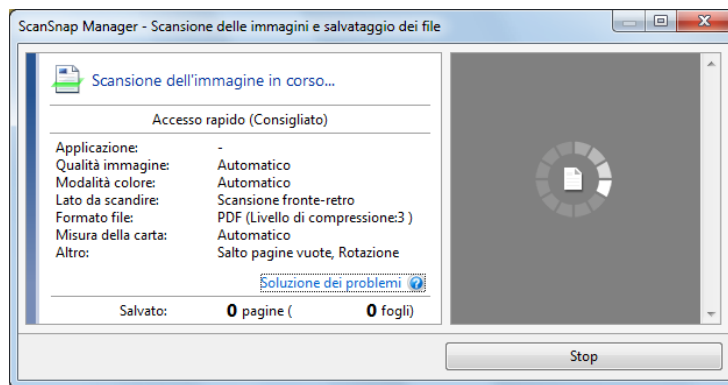 ScanSnap Manager - Scansione delle immagini e salvataggio dei file
Scansione dell'immagine in corso...
Accesso rapido (Consigliato)
Applicazione: -
Qualità immagine: Automatico
Modalità colore: Automatico
Lato da scandire: Scansione fronte-retro
Formato file: PDF (Livello di compressione:3 )
Misura della carta: Automatico
Altro: Salto pagine vuote, Rotazione
Soluzione dei problemi ?
Salvato: 0 pagine ( 0 fogli)
Stop